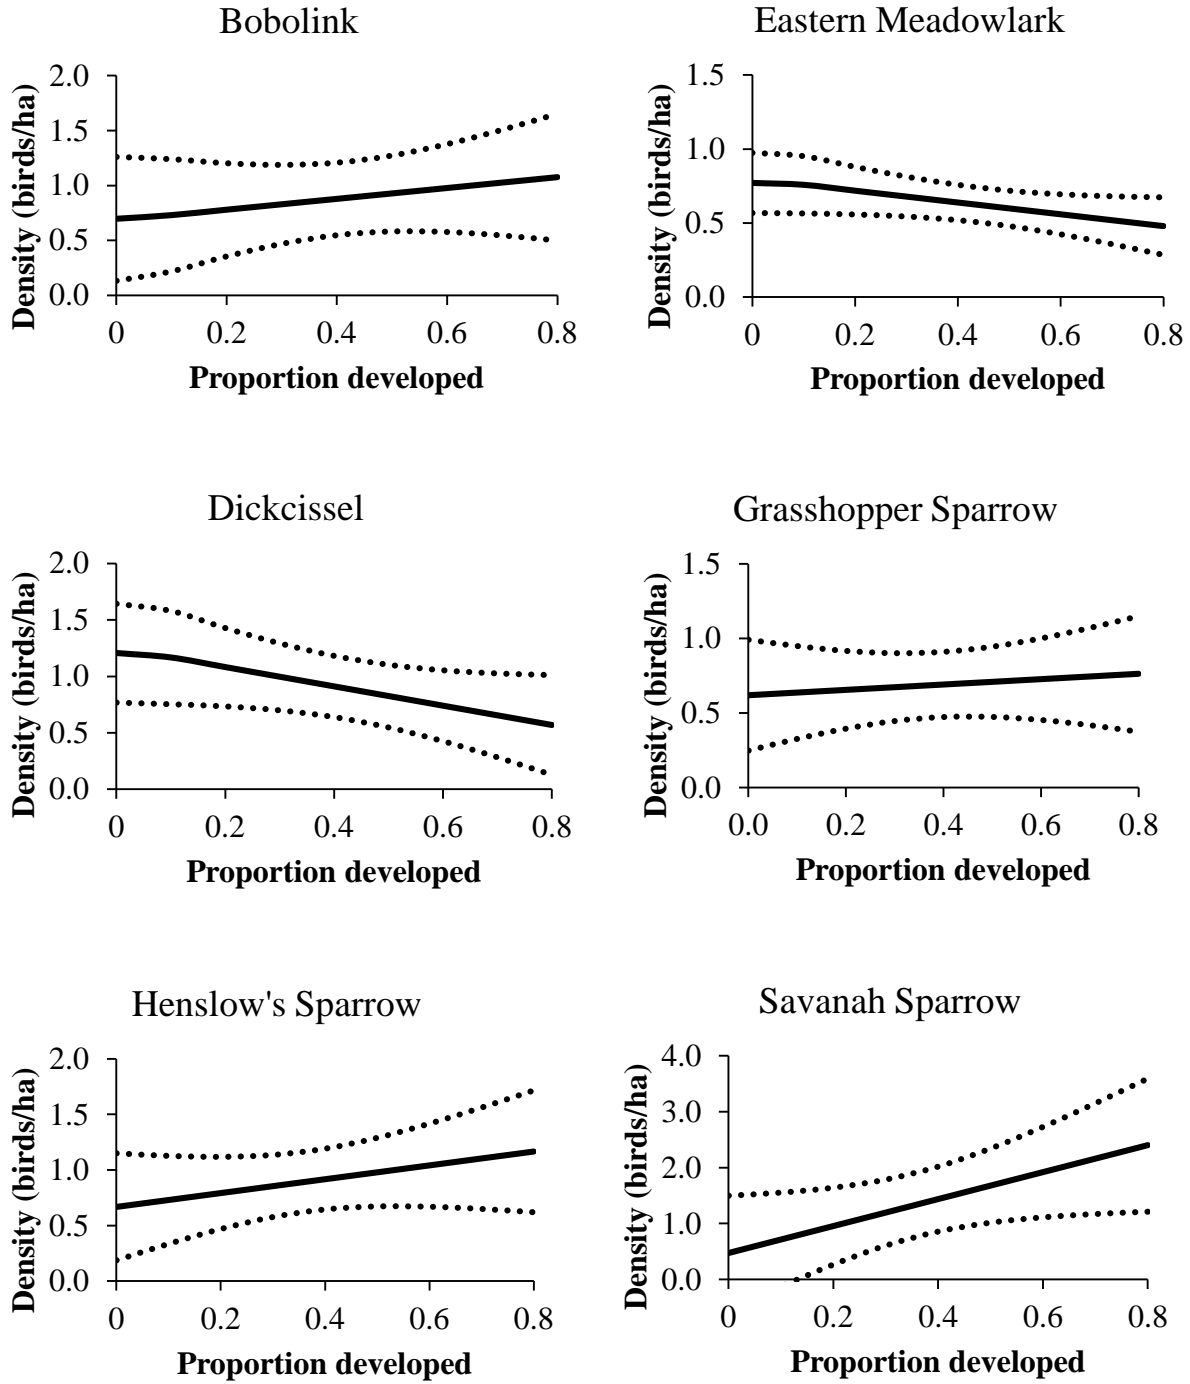 Bobolink
Density (birds/ha)
2.0
1.5
1.0
0.5
0.0
0 0.2 0.4 0.6 0.8
Proportion developed
Eastern Meadowlark
Density (birds/ha)
1.5
1.0
0.5
0.0
0 0.2 0.4 0.6 0.8
Proportion developed
Dickcissel
Density (birds/ha)
2.0
1.5
1.0
0.5
0.0
0 0.2 0.4 0.6 0.8
Proportion developed
Grasshopper Sparrow
Density (birds/ha)
1.5
1.0
0.5
0.0
0.0 0.2 0.4 0.6 0.8
Proportion developed
Henslow's Sparrow
Density (birds/ha)
2.0
1.5
1.0
0.5
0.0
0 0.2 0.4 0.6 0.8
Proportion developed
Savanah Sparrow
Density (birds/ha)
4.0
3.0
2.0
1.0
0.0
0 0.2 0.4 0.6 0.8
Proportion developed